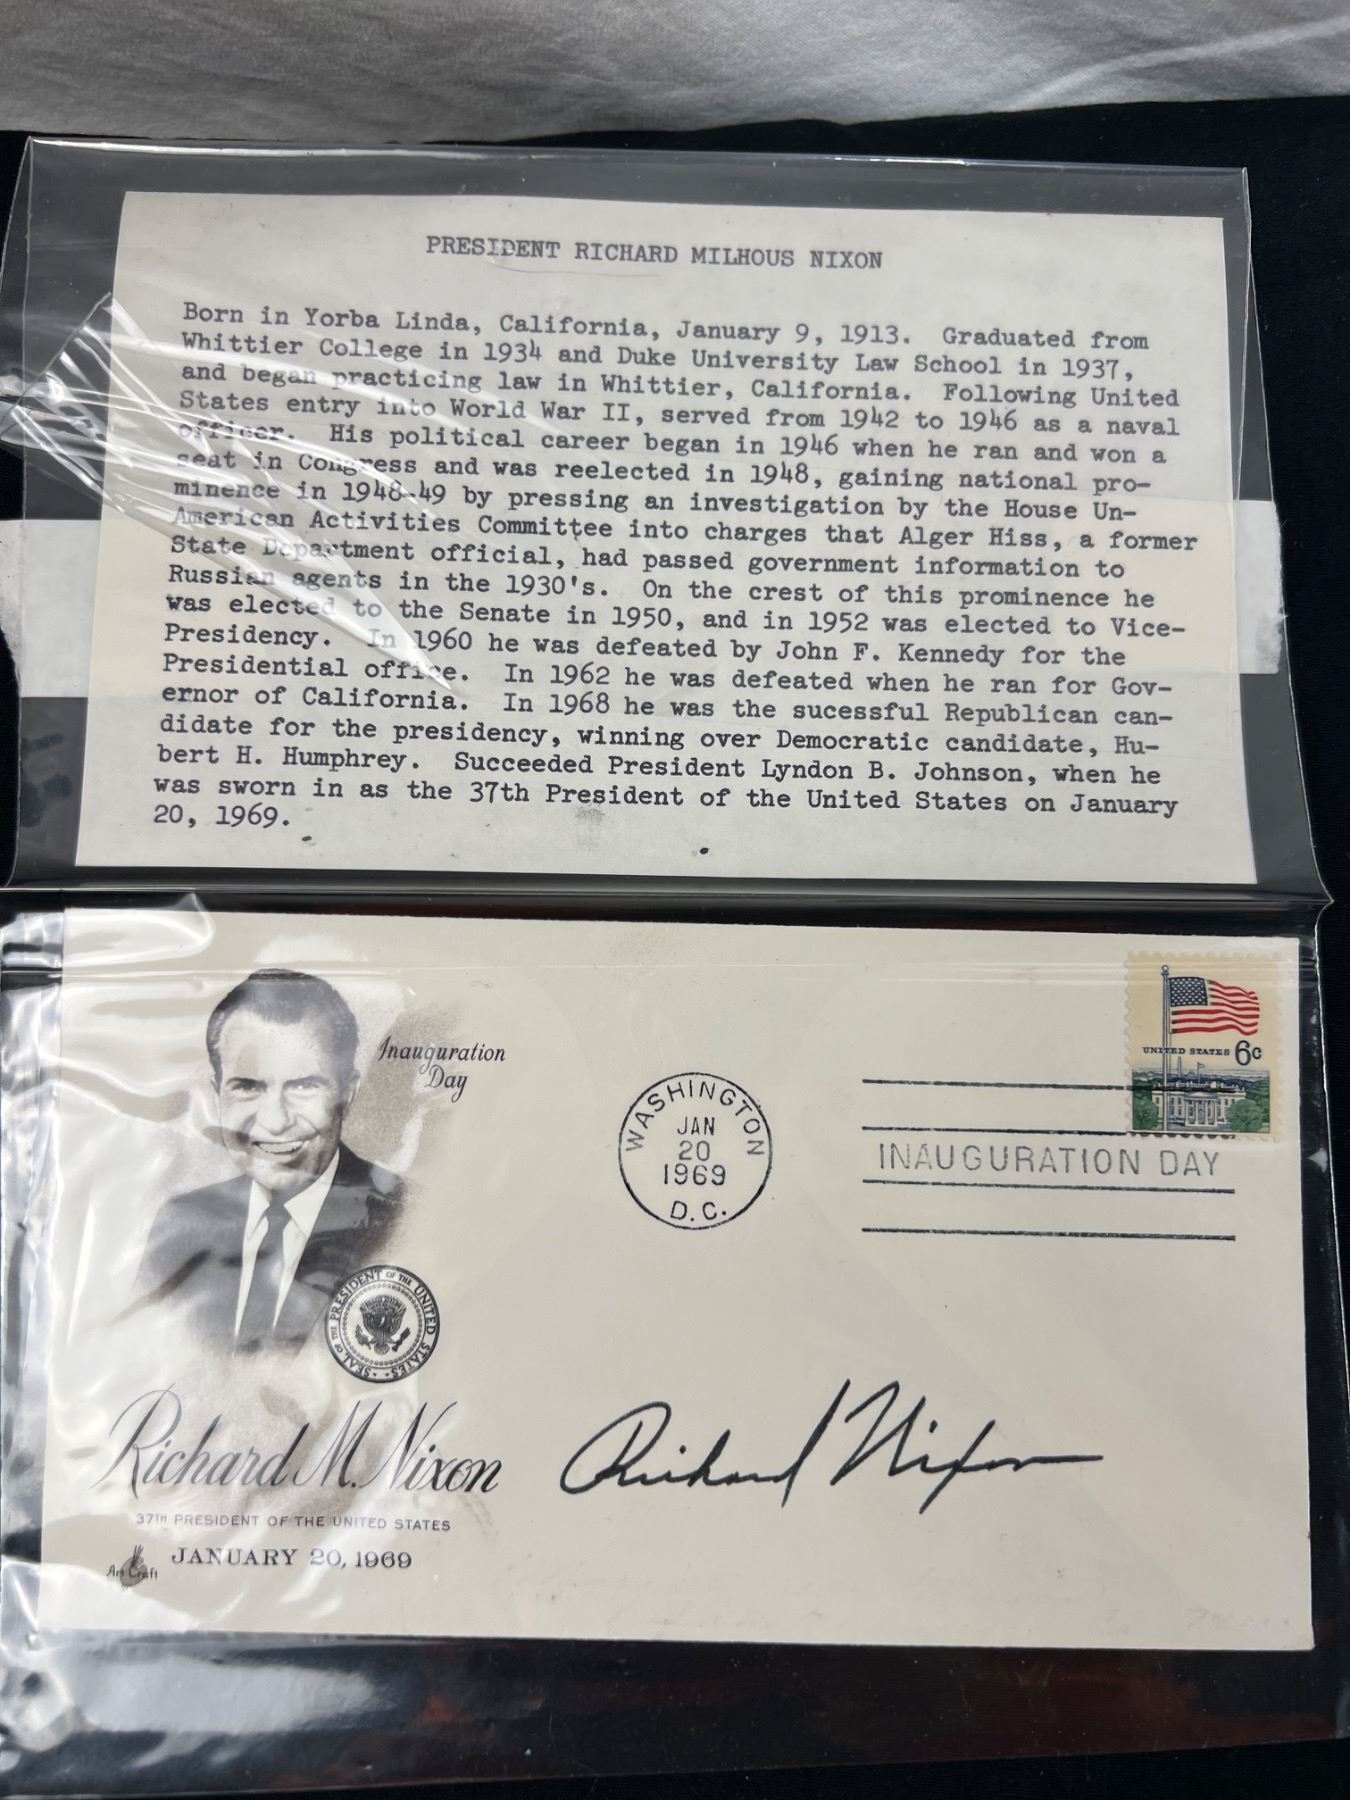 PRESIDENT RICHARD MILHOUS NIXON
Born in Yorba Linda, California, January 9, 1913. Graduated from
Whittier College in 1934 and Duke University Law School in 1937,
and began practicing law in Whittier, California. Following United
States entry into World War II, served from 1942 to 1946 as a naval
officer. His political career began in 1946 when he ran and won a
seat in Congress and was reelected in 1948, gaining national pro-
minence in 1948-49 by pressing an investigation by the House Un-
American Activities Committee into charges that Alger Hiss, a former
State Department official, had passed government information to
Russian agents in the 1930's. On the crest of this prominence he
was elected to the Senate in 1950, and in 1952 was elected to Vice-
Presidency. In 1960 he was defeated by John F. Kennedy for the
Presidential office. In 1962 he was defeated when he ran for Gov-
ernor of California. In 1968 he was the sucessful Republican can-
didate for the presidency, winning over Democratic candidate, Hu-
bert H. Humphrey. Succeeded President Lyndon B. Johnson, when he
was sworn in as the 37th President of the United States on January
20, 1969.
Inauguration
Day
WASHINGTON
JAN
20
1969
D.C.
UNITED STATES 6c
INAUGURATION DAY
SEAL OF THE PRESIDENT OF THE UNITED STATES
Richard M. Nixon
Richard Nixon
37TH PRESIDENT OF THE UNITED STATES
JANUARY 20, 1969
Art Craft